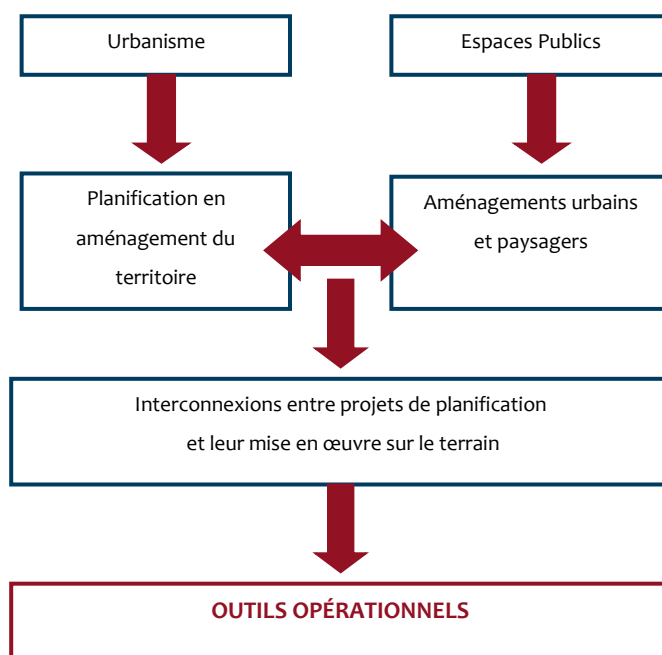 Urbanisme
Espaces Publics
Planification en
aménagement du
territoire
Aménagements urbains
et paysagers
Interconnexions entre projets de planification
et leur mise en œuvre sur le terrain
OUTILS OPÉRATIONNELS